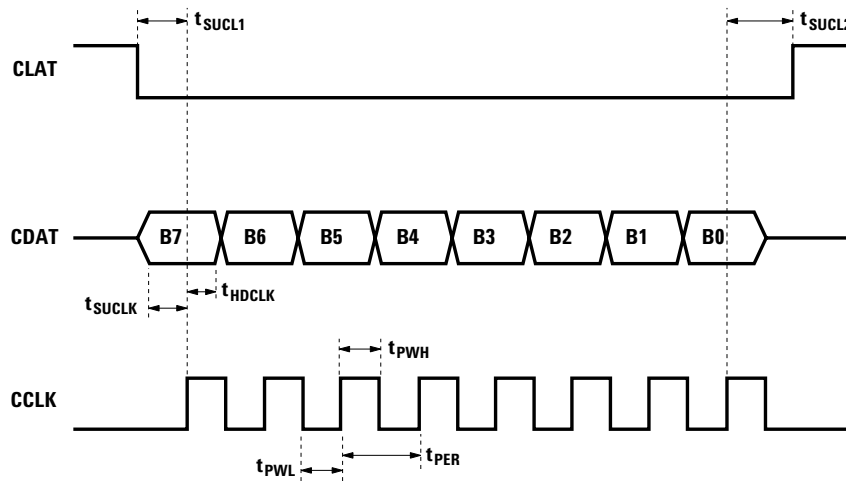 tSUCL1
tSUCL2
CLAT
CDAT
B7 B6 B5 B4 B3 B2 B1 B0
tSUCLK
tHDCLK
tPWH
CCLK
tPWL
tPER